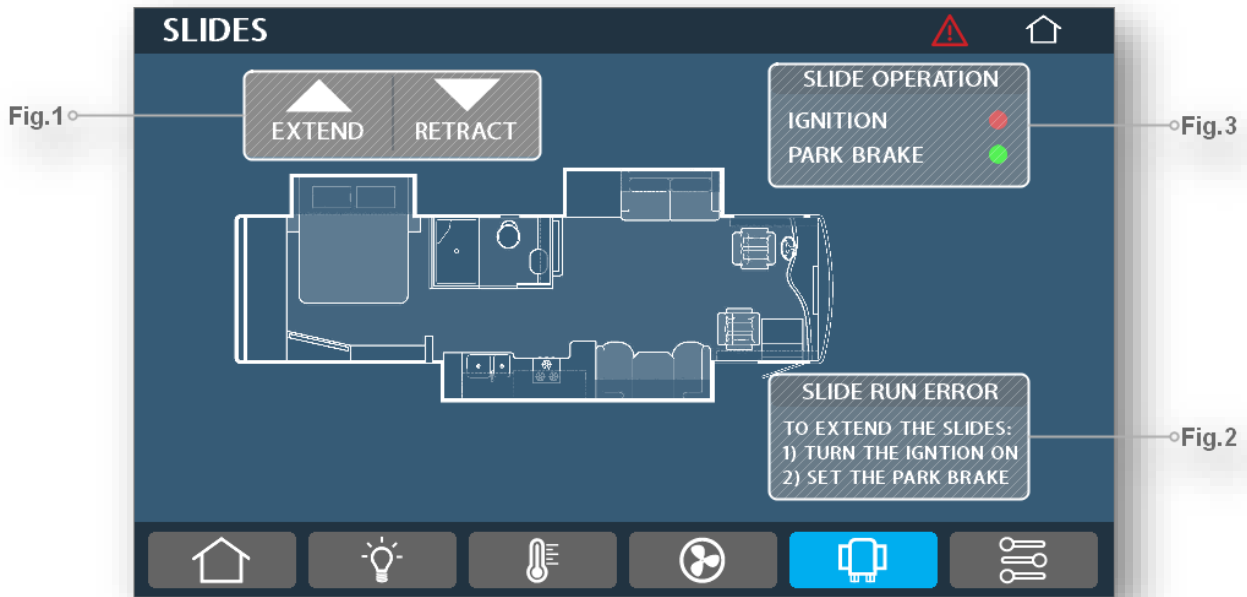 SLIDES
EXTEND
RETRACT
Fig.1
SLIDE OPERATION
IGNITION
PARK BRAKE
Fig.3
SLIDE RUN ERROR
TO EXTEND THE SLIDES:
1) TURN THE IGNTION ON
2) SET THE PARK BRAKE
Fig.2